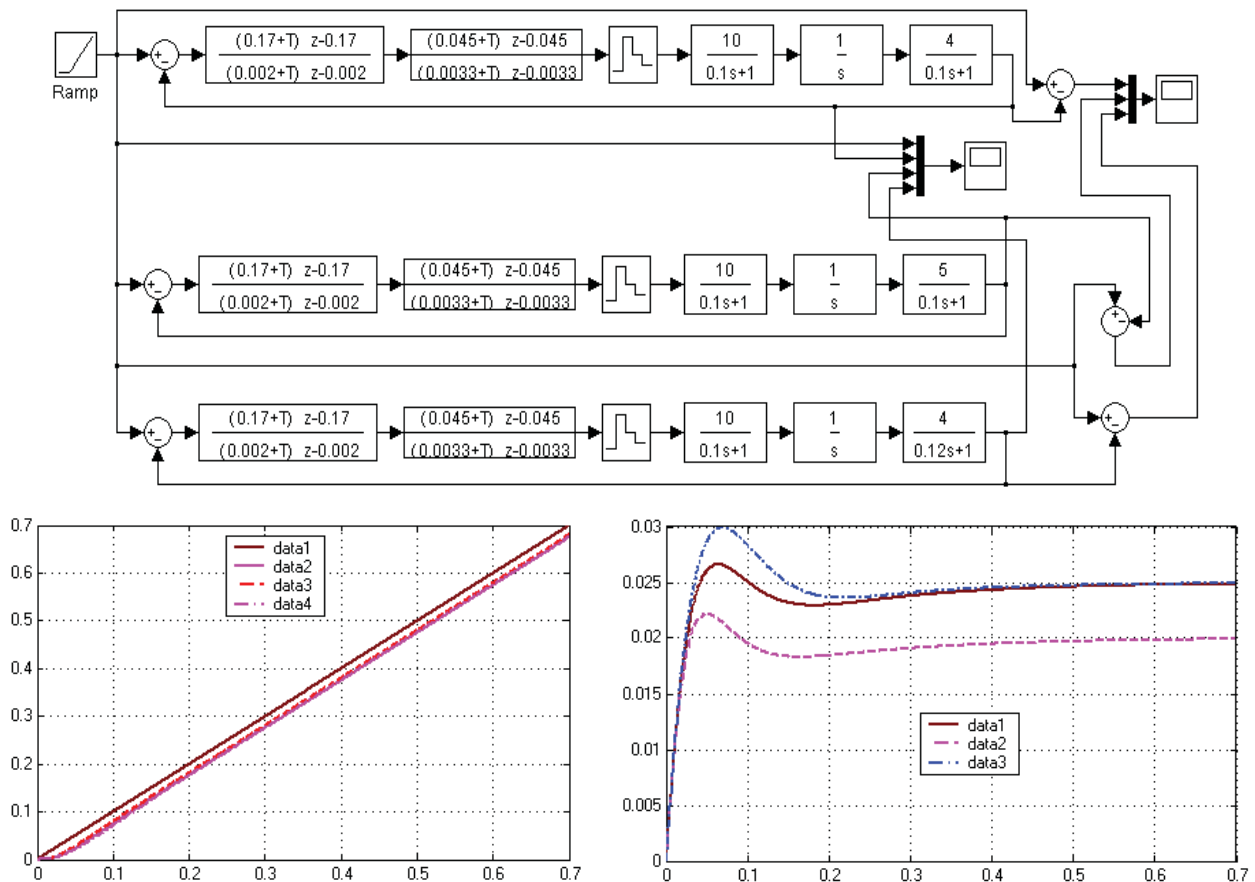 Ramp
+ -
(0.17+T) z-0.17
(0.002+T) z-0.002
(0.045+T) z-0.045
(0.0033+T) z-0.0033
10
0.1s+1
1
s
4
0.1s+1
+ -
+ -
(0.17+T) z-0.17
(0.002+T) z-0.002
(0.045+T) z-0.045
(0.0033+T) z-0.0033
10
0.1s+1
1
s
5
0.1s+1
+ -
+ -
(0.17+T) z-0.17
(0.002+T) z-0.002
(0.045+T) z-0.045
(0.0033+T) z-0.0033
10
0.1s+1
1
s
4
0.12s+1
+ -
0.7
0.6
0.5
0.4
0.3
0.2
0.1
0
0 0.1 0.2 0.3 0.4 0.5 0.6 0.7
data1
data2
data3
data4
0.03
0.025
0.02
0.015
0.01
0.005
0
0 0.1 0.2 0.3 0.4 0.5 0.6 0.7
data1
data2
data3